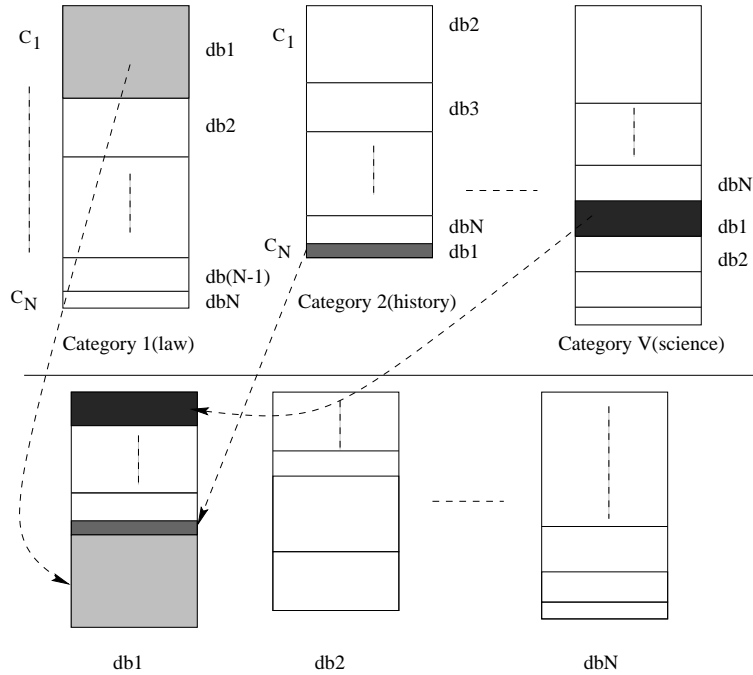 C1
db1
db2
db(N-1)
CN
dbN
Category 1(law)
C1
db2
db3
dbN
CN
db1
Category 2(history)
dbN
db1
db2
Category V(science)
db1
db2
dbN